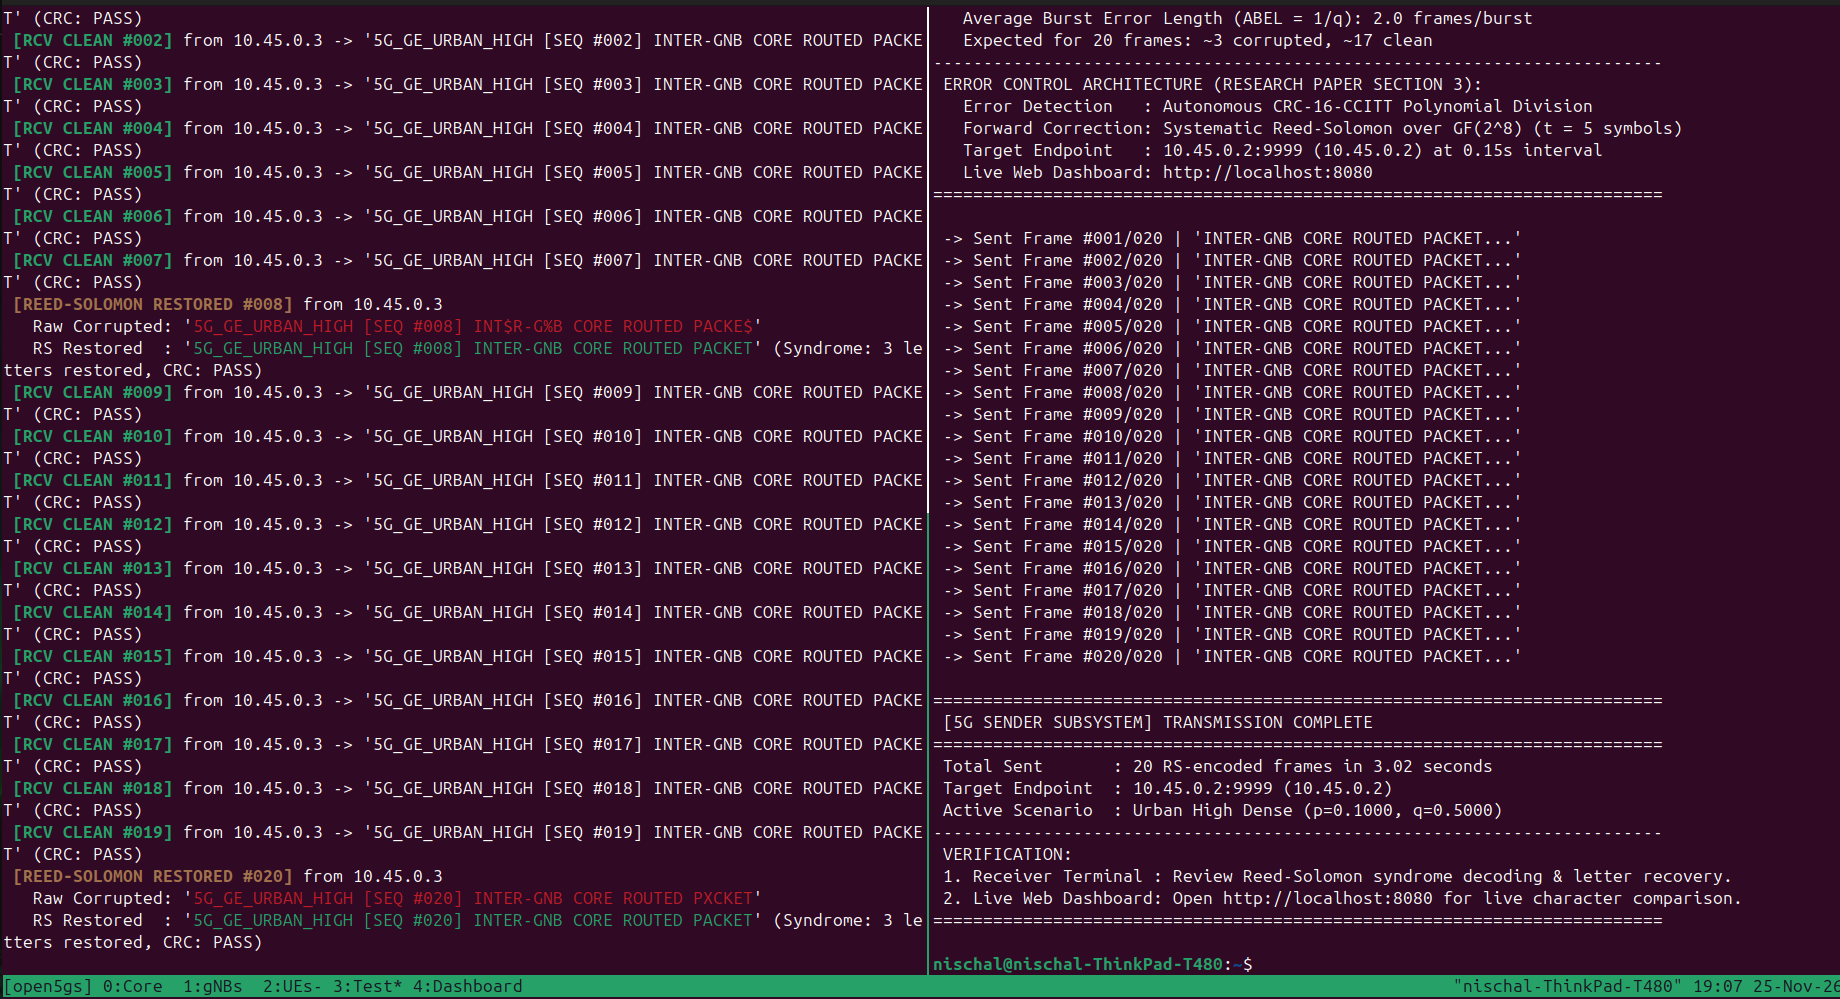 T' (CRC: PASS)
[RCV CLEAN #002] from 10.45.0.3 -> '5G_GE_URBAN_HIGH [SEQ #002] INTER-GNB CORE ROUTED PACKE
T' (CRC: PASS)
[RCV CLEAN #003] from 10.45.0.3 -> '5G_GE_URBAN_HIGH [SEQ #003] INTER-GNB CORE ROUTED PACKE
T' (CRC: PASS)
[RCV CLEAN #004] from 10.45.0.3 -> '5G_GE_URBAN_HIGH [SEQ #004] INTER-GNB CORE ROUTED PACKE
T' (CRC: PASS)
[RCV CLEAN #005] from 10.45.0.3 -> '5G_GE_URBAN_HIGH [SEQ #005] INTER-GNB CORE ROUTED PACKE
T' (CRC: PASS)
[RCV CLEAN #006] from 10.45.0.3 -> '5G_GE_URBAN_HIGH [SEQ #006] INTER-GNB CORE ROUTED PACKE
T' (CRC: PASS)
[RCV CLEAN #007] from 10.45.0.3 -> '5G_GE_URBAN_HIGH [SEQ #007] INTER-GNB CORE ROUTED PACKE
T' (CRC: PASS)
[REED-SOLOMON RESTORED #008] from 10.45.0.3
Raw Corrupted: '5G_GE_URBAN_HIGH [SEQ #008] INT$R-G%B CORE ROUTED PACKE$'
RS Restored  : '5G_GE_URBAN_HIGH [SEQ #008] INTER-GNB CORE ROUTED PACKET' (Syndrome: 3 le
tters restored, CRC: PASS)
[RCV CLEAN #009] from 10.45.0.3 -> '5G_GE_URBAN_HIGH [SEQ #009] INTER-GNB CORE ROUTED PACKE
T' (CRC: PASS)
[RCV CLEAN #010] from 10.45.0.3 -> '5G_GE_URBAN_HIGH [SEQ #010] INTER-GNB CORE ROUTED PACKE
T' (CRC: PASS)
[RCV CLEAN #011] from 10.45.0.3 -> '5G_GE_URBAN_HIGH [SEQ #011] INTER-GNB CORE ROUTED PACKE
T' (CRC: PASS)
[RCV CLEAN #012] from 10.45.0.3 -> '5G_GE_URBAN_HIGH [SEQ #012] INTER-GNB CORE ROUTED PACKE
T' (CRC: PASS)
[RCV CLEAN #013] from 10.45.0.3 -> '5G_GE_URBAN_HIGH [SEQ #013] INTER-GNB CORE ROUTED PACKE
T' (CRC: PASS)
[RCV CLEAN #014] from 10.45.0.3 -> '5G_GE_URBAN_HIGH [SEQ #014] INTER-GNB CORE ROUTED PACKE
T' (CRC: PASS)
[RCV CLEAN #015] from 10.45.0.3 -> '5G_GE_URBAN_HIGH [SEQ #015] INTER-GNB CORE ROUTED PACKE
T' (CRC: PASS)
[RCV CLEAN #016] from 10.45.0.3 -> '5G_GE_URBAN_HIGH [SEQ #016] INTER-GNB CORE ROUTED PACKE
T' (CRC: PASS)
[RCV CLEAN #017] from 10.45.0.3 -> '5G_GE_URBAN_HIGH [SEQ #017] INTER-GNB CORE ROUTED PACKE
T' (CRC: PASS)
[RCV CLEAN #018] from 10.45.0.3 -> '5G_GE_URBAN_HIGH [SEQ #018] INTER-GNB CORE ROUTED PACKE
T' (CRC: PASS)
[RCV CLEAN #019] from 10.45.0.3 -> '5G_GE_URBAN_HIGH [SEQ #019] INTER-GNB CORE ROUTED PACKE
T' (CRC: PASS)
[REED-SOLOMON RESTORED #020] from 10.45.0.3
Raw Corrupted: '5G_GE_URBAN_HIGH [SEQ #020] INTER-GNB CORE ROUTED PXCKET'
RS Restored  : '5G_GE_URBAN_HIGH [SEQ #020] INTER-GNB CORE ROUTED PACKET' (Syndrome: 3 le
tters restored, CRC: PASS)
Average Burst Error Length (ABEL = 1/q): 2.0 frames/burst
Expected for 20 frames: ~3 corrupted, ~17 clean
-------------------------------------------------------------------------
ERROR CONTROL ARCHITECTURE (RESEARCH PAPER SECTION 3):
Error Detection   : Autonomous CRC-16-CCITT Polynomial Division
Forward Correction: Systematic Reed-Solomon over GF(2^8) (t = 5 symbols)
Target Endpoint   : 10.45.0.2:9999 (10.45.0.2) at 0.15s interval
Live Web Dashboard: http://localhost:8080
=========================================================================
-> Sent Frame #001/020 | 'INTER-GNB CORE ROUTED PACKET...'
-> Sent Frame #002/020 | 'INTER-GNB CORE ROUTED PACKET...'
-> Sent Frame #003/020 | 'INTER-GNB CORE ROUTED PACKET...'
-> Sent Frame #004/020 | 'INTER-GNB CORE ROUTED PACKET...'
-> Sent Frame #005/020 | 'INTER-GNB CORE ROUTED PACKET...'
-> Sent Frame #006/020 | 'INTER-GNB CORE ROUTED PACKET...'
-> Sent Frame #007/020 | 'INTER-GNB CORE ROUTED PACKET...'
-> Sent Frame #008/020 | 'INTER-GNB CORE ROUTED PACKET...'
-> Sent Frame #009/020 | 'INTER-GNB CORE ROUTED PACKET...'
-> Sent Frame #010/020 | 'INTER-GNB CORE ROUTED PACKET...'
-> Sent Frame #011/020 | 'INTER-GNB CORE ROUTED PACKET...'
-> Sent Frame #012/020 | 'INTER-GNB CORE ROUTED PACKET...'
-> Sent Frame #013/020 | 'INTER-GNB CORE ROUTED PACKET...'
-> Sent Frame #014/020 | 'INTER-GNB CORE ROUTED PACKET...'
-> Sent Frame #015/020 | 'INTER-GNB CORE ROUTED PACKET...'
-> Sent Frame #016/020 | 'INTER-GNB CORE ROUTED PACKET...'
-> Sent Frame #017/020 | 'INTER-GNB CORE ROUTED PACKET...'
-> Sent Frame #018/020 | 'INTER-GNB CORE ROUTED PACKET...'
-> Sent Frame #019/020 | 'INTER-GNB CORE ROUTED PACKET...'
-> Sent Frame #020/020 | 'INTER-GNB CORE ROUTED PACKET...'
=========================================================================
[5G SENDER SUBSYSTEM] TRANSMISSION COMPLETE
=========================================================================
Total Sent       : 20 RS-encoded frames in 3.02 seconds
Target Endpoint  : 10.45.0.2:9999 (10.45.0.2)
Active Scenario  : Urban High Dense (p=0.1000, q=0.5000)
-------------------------------------------------------------------------
VERIFICATION:
1. Receiver Terminal : Review Reed-Solomon syndrome decoding & letter recovery.
2. Live Web Dashboard: Open http://localhost:8080 for live character comparison.
=========================================================================
nischal@nischal-ThinkPad-T480:~$
[open5gs] 0:Core  1:gNBs  2:UEs- 3:Test* 4:Dashboard
"nischal-ThinkPad-T480" 19:07 25-Nov-26